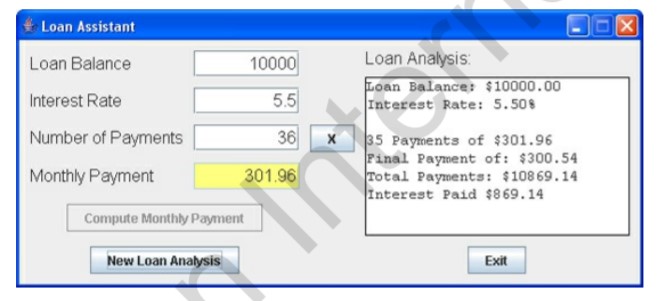 Loan Assistant
Loan Balance 10000
Interest Rate 5.5
Number of Payments 36 X
Monthly Payment 301.96
Compute Monthly Payment
New Loan Analysis
Loan Analysis:
Loan Balance: $10000.00
Interest Rate: 5.50%
35 Payments of $301.96
Final Payment of: $300.54
Total Payments: $10869.14
Interest Paid $869.14
Exit